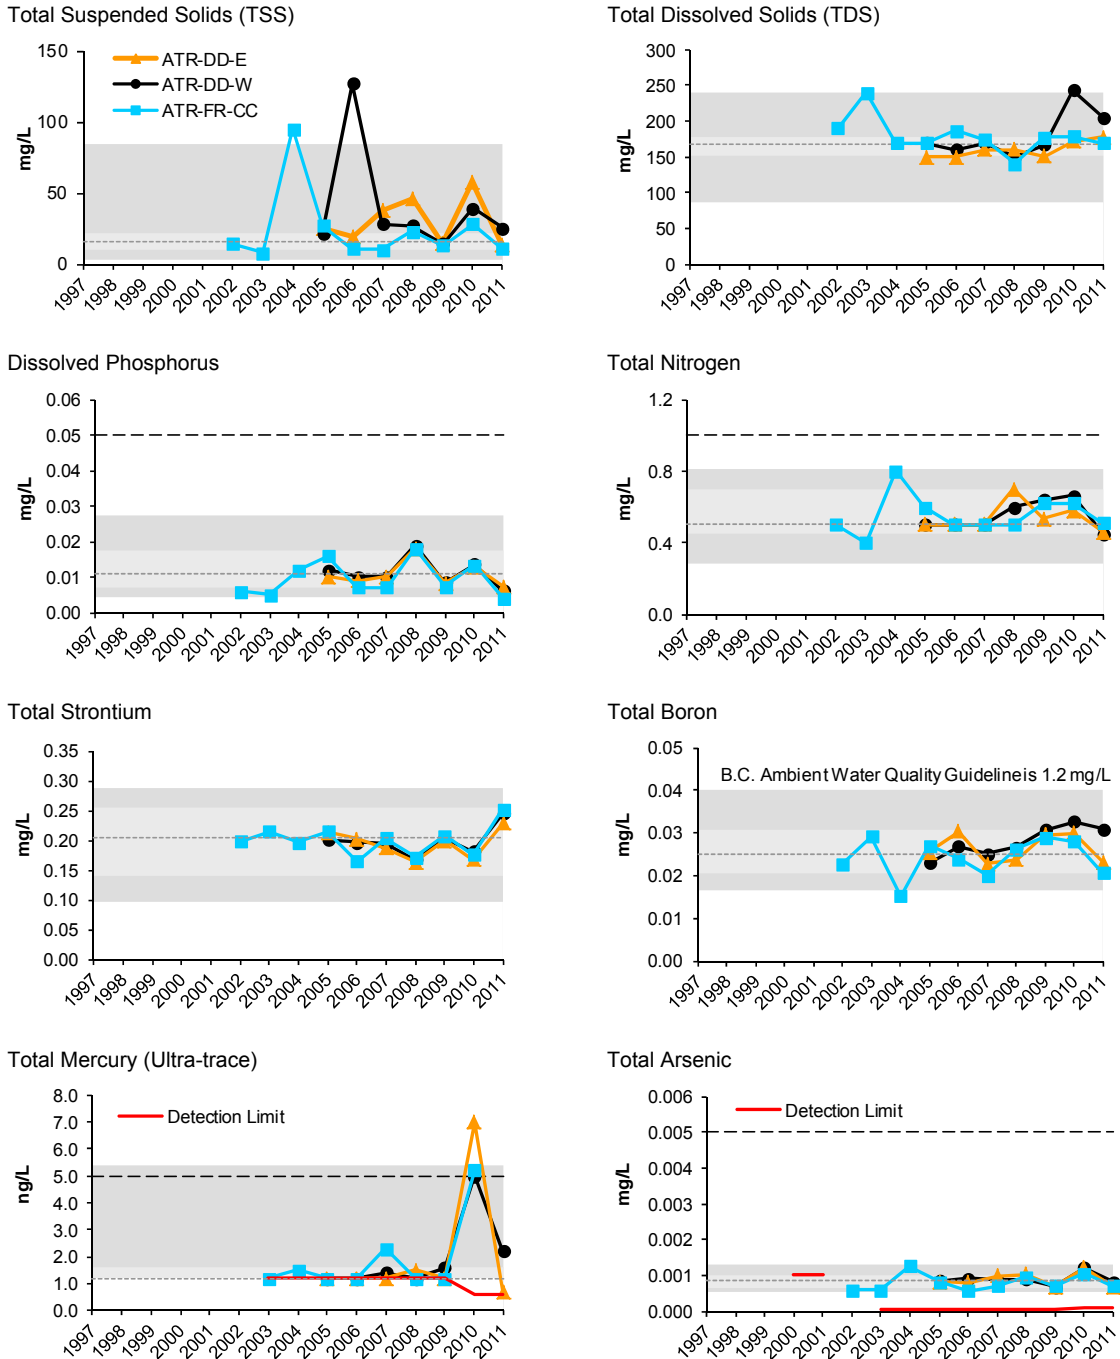 Total Suspended Solids (TSS)
150
100
50
0
mg/L
ATR-DD-E
ATR-DD-W
ATR-FR-CC
1997 1998 1999 2000 2001 2002 2003 2004 2005 2006 2007 2008 2009 2010 2011
Total Dissolved Solids (TDS)
300
250
200
150
100
50
0
mg/L
1997 1998 1999 2000 2001 2002 2003 2004 2005 2006 2007 2008 2009 2010 2011
Dissolved Phosphorus
0.06
0.05
0.04
0.03
0.02
0.01
0.00
mg/L
1997 1998 1999 2000 2001 2002 2003 2004 2005 2006 2007 2008 2009 2010 2011
Total Nitrogen
1.2
0.8
0.4
0.0
mg/L
1997 1998 1999 2000 2001 2002 2003 2004 2005 2006 2007 2008 2009 2010 2011
Total Strontium
0.35
0.30
0.25
0.20
0.15
0.10
0.05
0.00
mg/L
1997 1998 1999 2000 2001 2002 2003 2004 2005 2006 2007 2008 2009 2010 2011
Total Boron
0.05
0.04
0.03
0.02
0.01
0.00
mg/L
B.C. Ambient Water Quality Guideline is 1.2 mg/L
1997 1998 1999 2000 2001 2002 2003 2004 2005 2006 2007 2008 2009 2010 2011
Total Mercury (Ultra-trace)
8.0
7.0
6.0
5.0
4.0
3.0
2.0
1.0
0.0
ng/L
Detection Limit
1997 1998 1999 2000 2001 2002 2003 2004 2005 2006 2007 2008 2009 2010 2011
Total Arsenic
0.006
0.005
0.004
0.003
0.002
0.001
0.000
mg/L
Detection Limit
1997 1998 1999 2000 2001 2002 2003 2004 2005 2006 2007 2008 2009 2010 2011